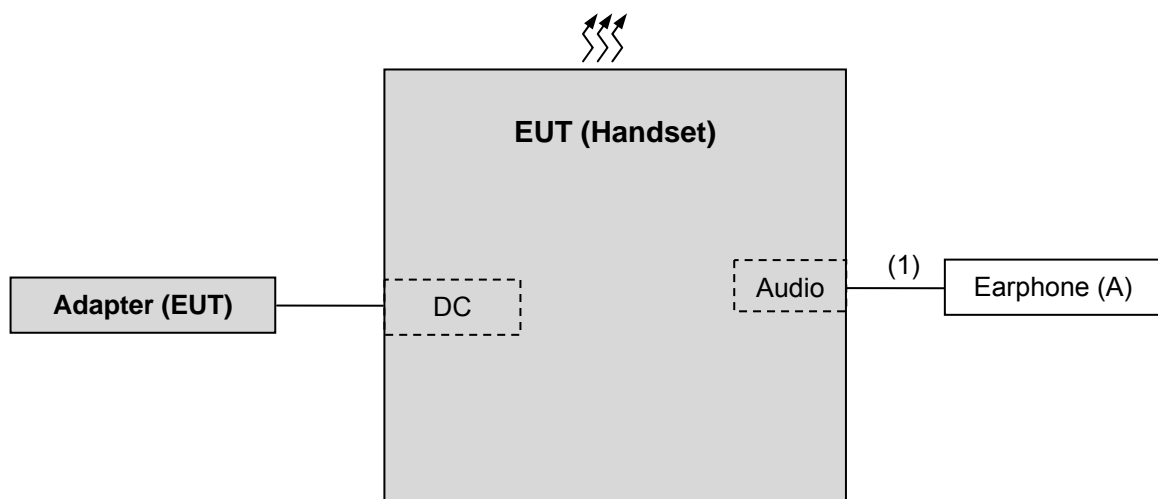 EUT (Handset)
Adapter (EUT)
DC
Audio
(1)
Earphone (A)